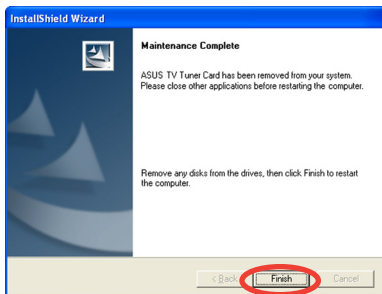 InstallShield Wizard
Maintenance Complete
ASUS TV Tuner Card has been removed from your system.
Please close other applications before restarting the computer.
Remove any disks from the drives, then click Finish to restart
the computer.
< Back
Finish
Cancel